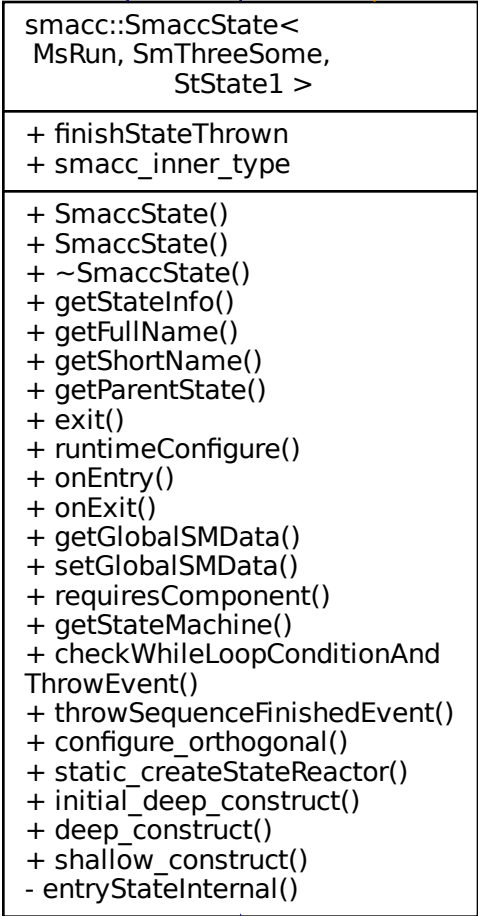 smacc::SmaccState<
MsRun, SmThreeSome,
StState1 >
+ finishStateThrown
+ smacc_inner_type
+ SmaccState()
+ SmaccState()
+ ~SmaccState()
+ getStateInfo()
+ getFullName()
+ getShortName()
+ getParentState()
+ exit()
+ runtimeConfigure()
+ onEntry()
+ onExit()
+ getGlobalSMData()
+ setGlobalSMData()
+ requiresComponent()
+ getStateMachine()
+ checkWhileLoopConditionAnd
ThrowEvent()
+ throwSequenceFinishedEvent()
+ configure_orthogonal()
+ static_createStateReactor()
+ initial_deep_construct()
+ deep_construct()
+ shallow_construct()
- entryStateInternal()